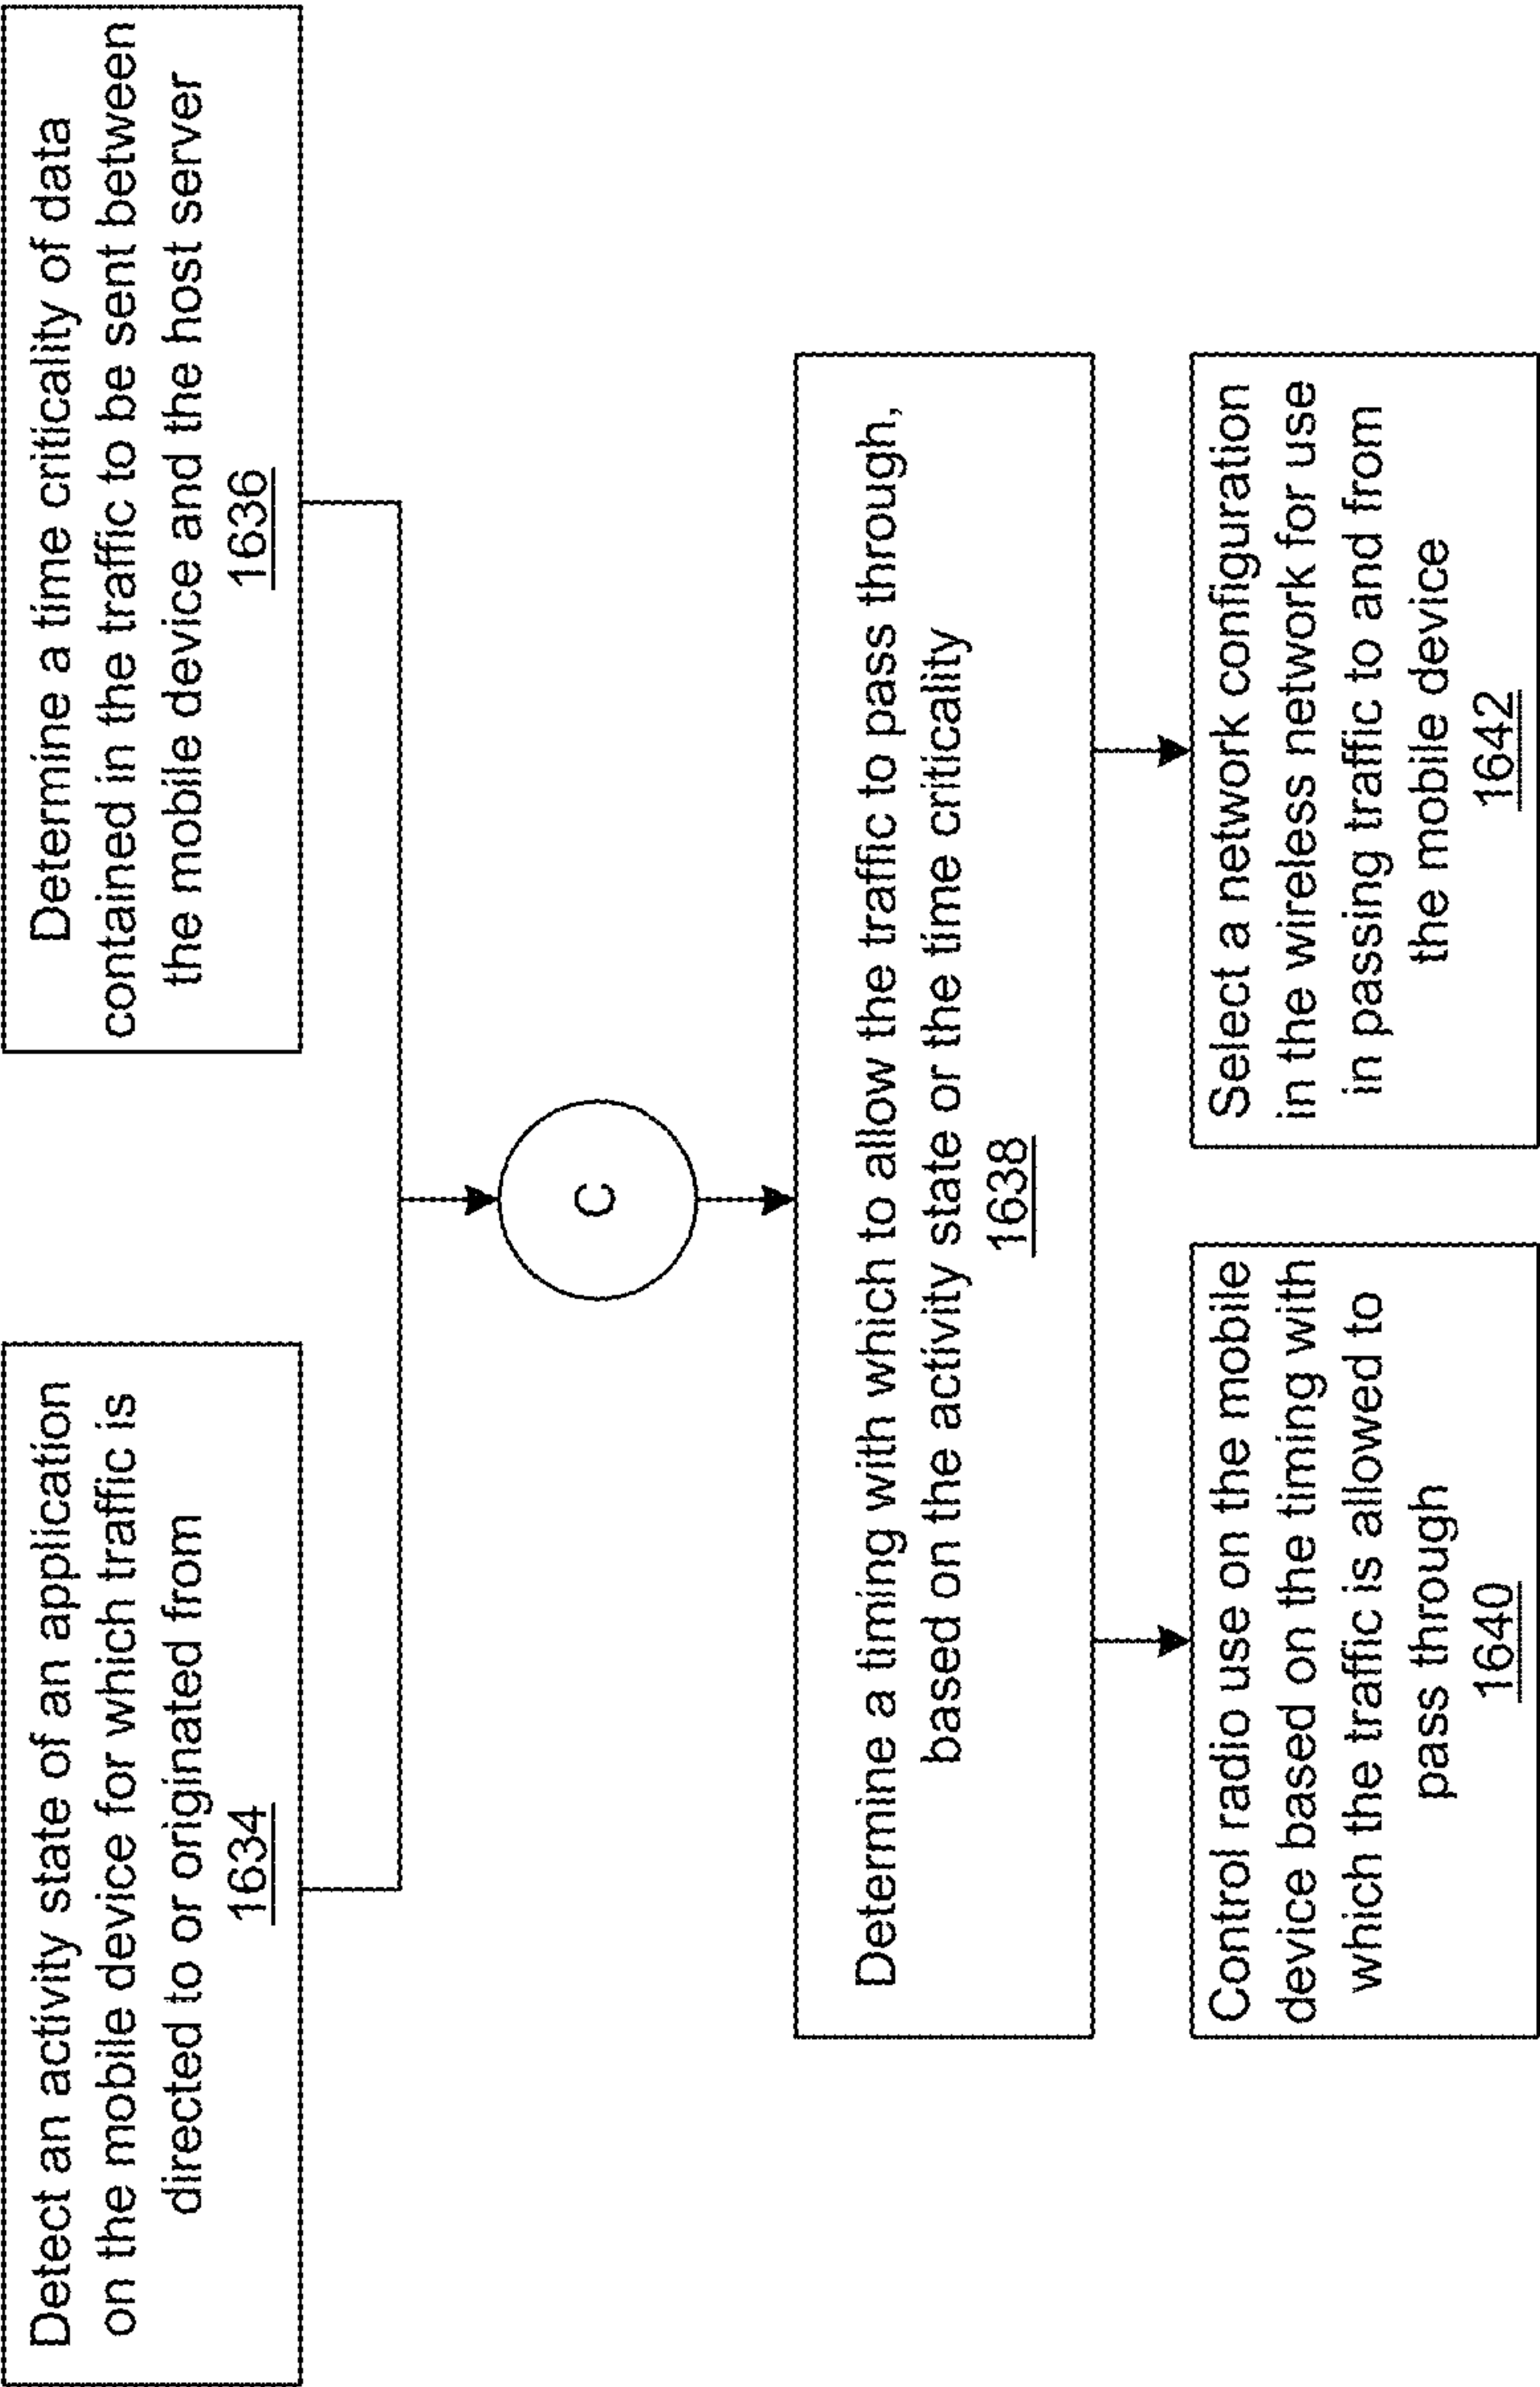 Detect an activity state of an application
on the mobile device for which traffic is
directed to or originated from
1634
Determine a time criticality of data
contained in the traffic to be sent between
the mobile device and the host server
1636
C
Determine a timing with which to allow the traffic to pass through,
based on the activity state or the time criticality
1638
Control radio use on the mobile
device based on the timing with
which the traffic is allowed to
pass through
1640
Select a network configuration
in the wireless network for use
in passing traffic to and from
the mobile device
1642